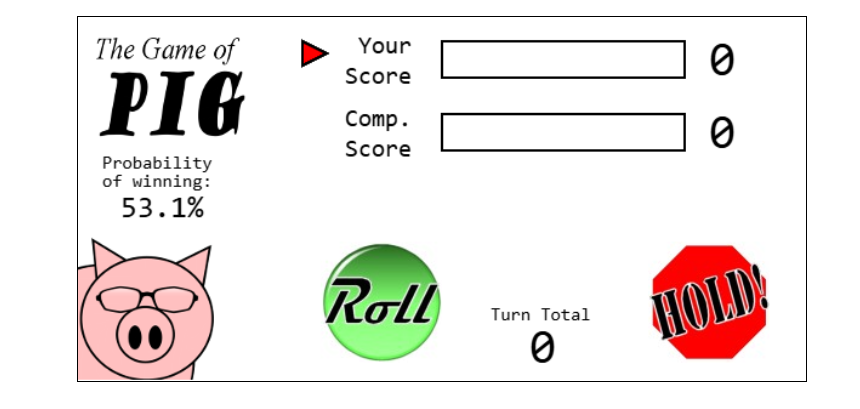 The Game of
PIG
Probability
of winning:
53.1%
Your
Score
0
Comp.
Score
0
Roll
Turn Total
0
HOLD!